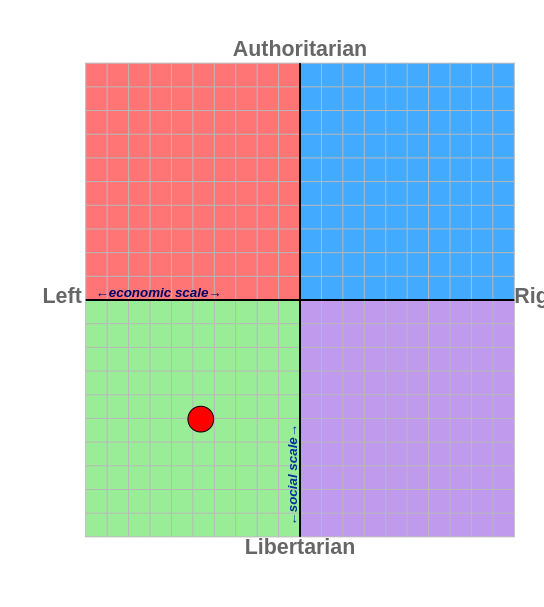 Authoritarian
Left
←economic scale→
Rig
←social scale→
Libertarian